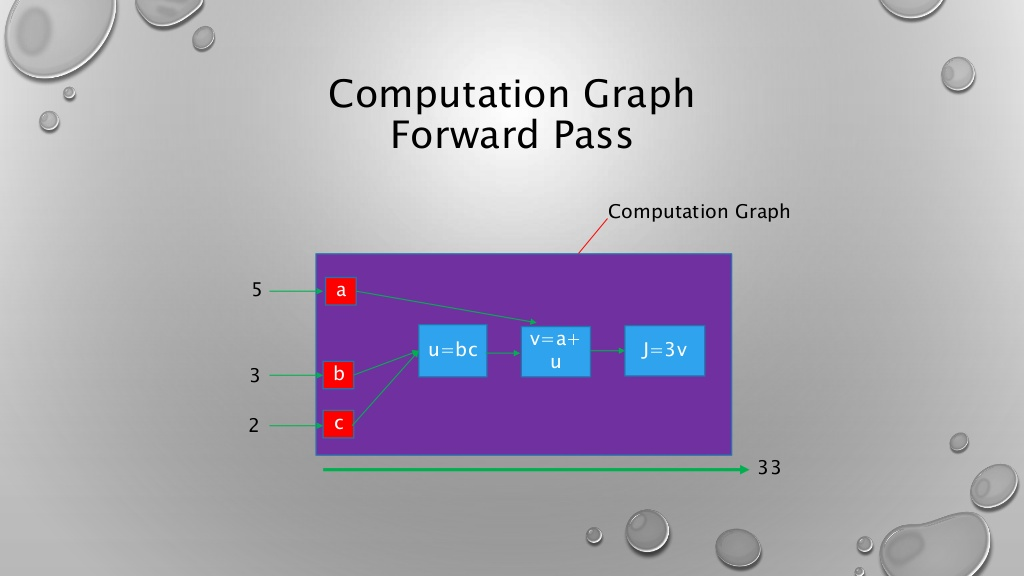 Computation Graph
Forward Pass
Computation Graph
5
a
u=bc
v=a+
u
J=3v
3
b
2
c
33